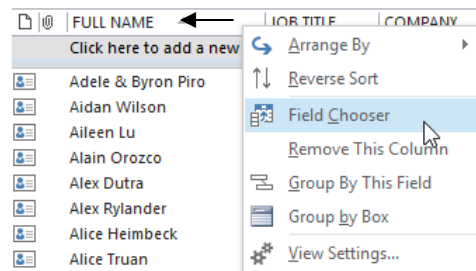 FULL NAME JOB TITLE COMPANY
Click here to add a new
Adele & Byron Piro
Aidan Wilson
Aileen Lu
Alain Orozco
Alex Dutra
Alex Rylander
Alice Heimbeck
Alice Truan
Arrange By
Reverse Sort
Field Chooser
Remove This Column
Group By This Field
Group by Box
View Settings...